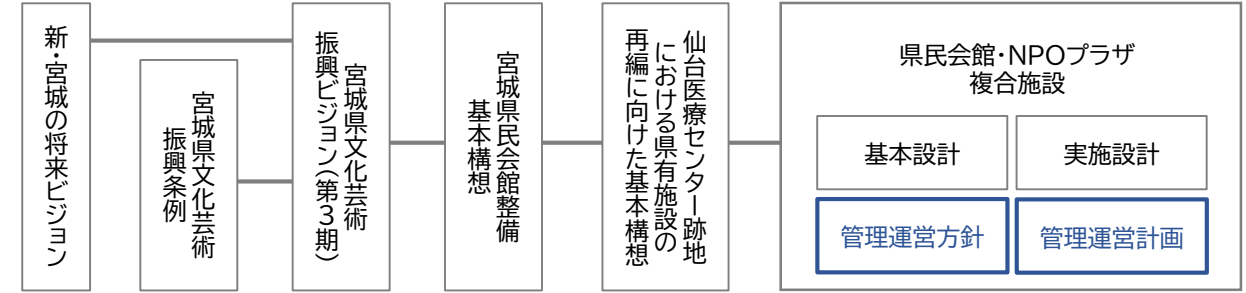 新・宮城の将来ビジョン
宮城県文化芸術
振興条例
宮城県文化芸術
振興ビジョン(第3期)
宮城県民会館整備
基本構想
仙台医療センター跡地
における県有施設の
再編に向けた基本構想
県民会館・NPOプラザ
複合施設
基本設計
実施設計
管理運営方針
管理運営計画